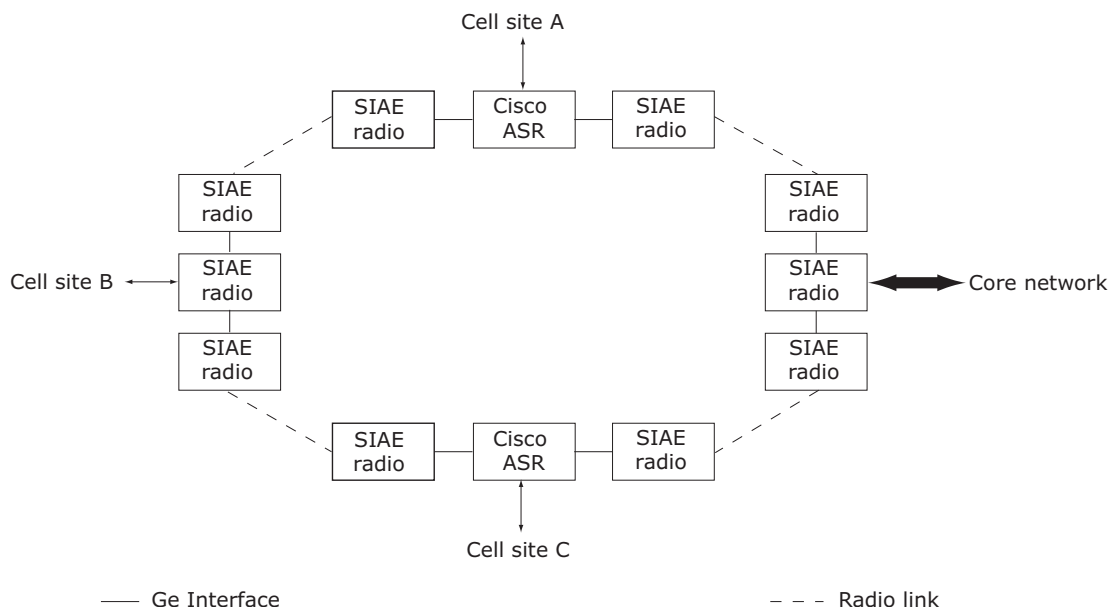 Cell site A
SIAE
radio
Cisco
ASR
SIAE
radio
SIAE
radio
SIAE
radio
Cell site B
SIAE
radio
SIAE
radio
Core network
SIAE
radio
SIAE
radio
SIAE
radio
Cisco
ASR
SIAE
radio
Cell site C
Ge Interface
Radio link